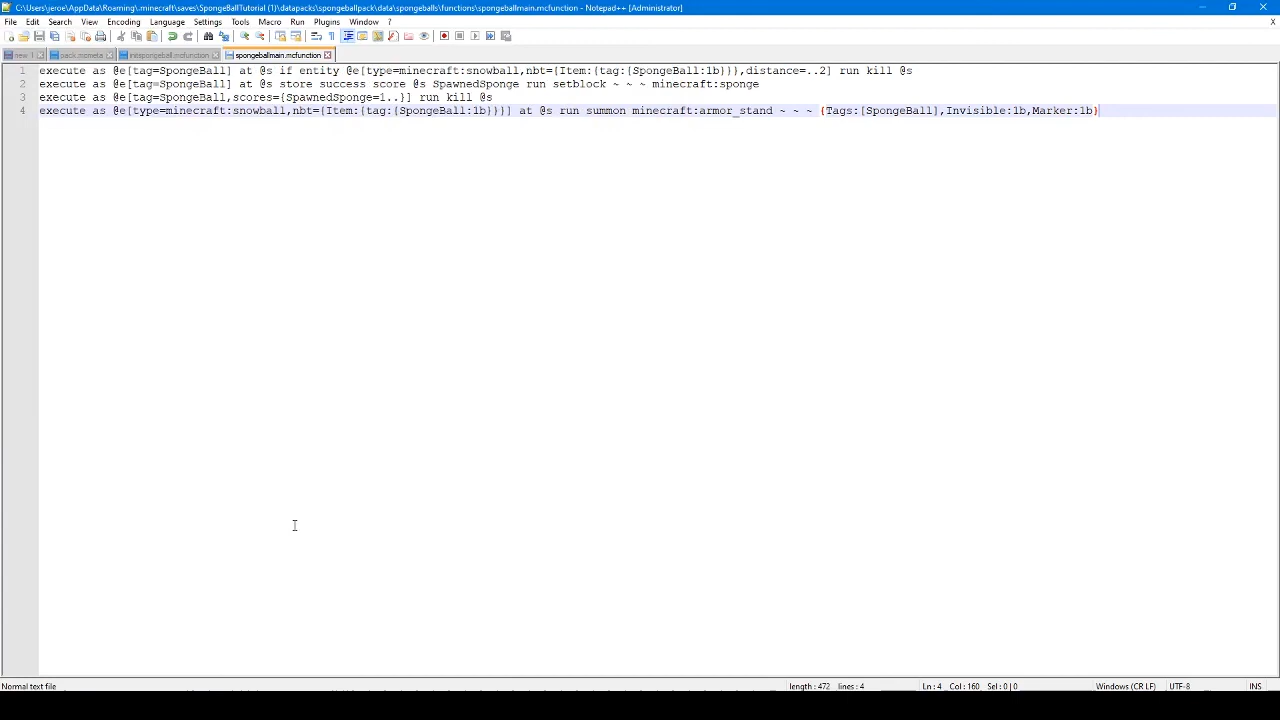 C:\Users\jeroe\AppData\Roaming\.minecraft\saves\SpongeBallTutorial (1)\datapacks\spongeballpack\data\spongeballs\functions\spongeballmain.mcfunction - Notepad++ [Administrator]
File Edit Search View Encoding Language Settings Tools Macro Run Plugins Window ?
new 1 pack.mcmeta initspongeball.mcfunction spongeballmain.mcfunction
1 execute as @e[tag=SpongeBall] at @s if entity @e[type=minecraft:snowball,nbt={Item:{tag:{SpongeBall:1b}}},distance=..2] run kill @s
2 execute as @e[tag=SpongeBall] at @s store success score @s SpawnedSponge run setblock ~ ~ ~ minecraft:sponge
3 execute as @e[tag=SpongeBall,scores={SpawnedSponge=1..}] run kill @s
4 execute as @e[type=minecraft:snowball,nbt={Item:{tag:{SpongeBall:1b}}}] at @s run summon minecraft:armor_stand ~ ~ ~ {Tags:[SpongeBall],Invisible:1b,Marker:1b}
Normal text file length : 472 lines : 4 Ln : 4 Col : 160 Sel : 0 | 0 Windows (CR LF) UTF-8 INS